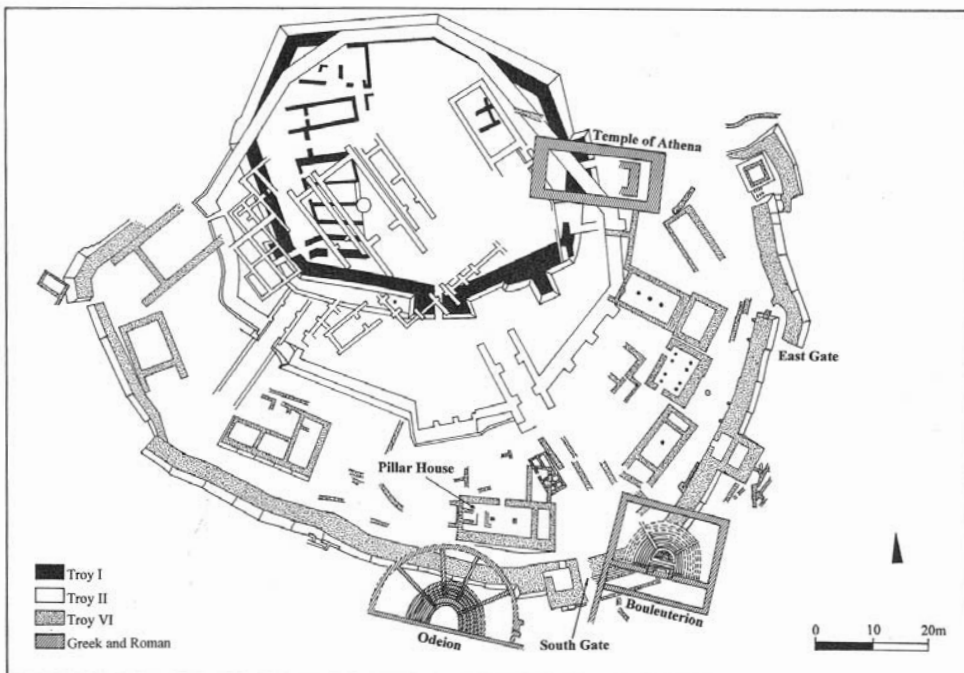 Temple of Athena
East Gate
Pillar House
Bouleuterion
South Gate
Odeion
Troy I
Troy II
Troy VI
Greek and Roman
0 10 20m